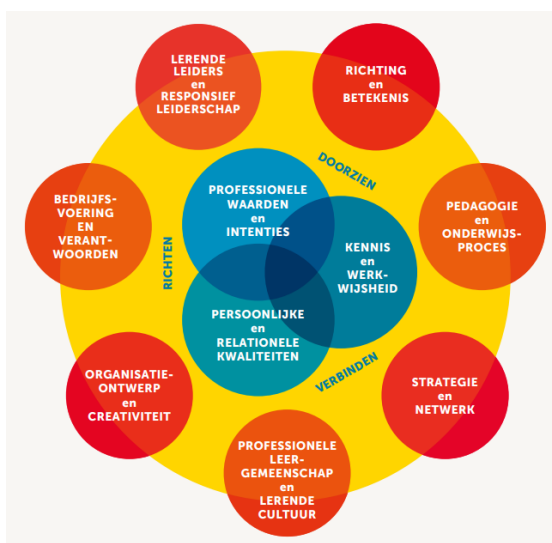 LERENDE
LEIDERS
en
RESPONSIEF
LEIDERSCHAP
RICHTING
en
BETEKENIS
DOORZIEN
PROFESSIONELE
WAARDEN
en
INTENTIES
BEDRIJFS-
VOERING
EN
VERANT-
WOORDEN
PEDAGOGIE
en
ONDERWIJS-
PROCES
RICHTEN
KENNIS
en
WERK-
WIJSHEID
PERSOONLIJKE
en
RELATIONELE
KWALITEITEN
VERBINDEN
ORGANISATIE-
ONTWERP
en
CREATIVITEIT
STRATEGIE
en
NETWERK
PROFESSIONELE
LEER-
GEMEENSCHAP
en
LERENDE
CULTUUR